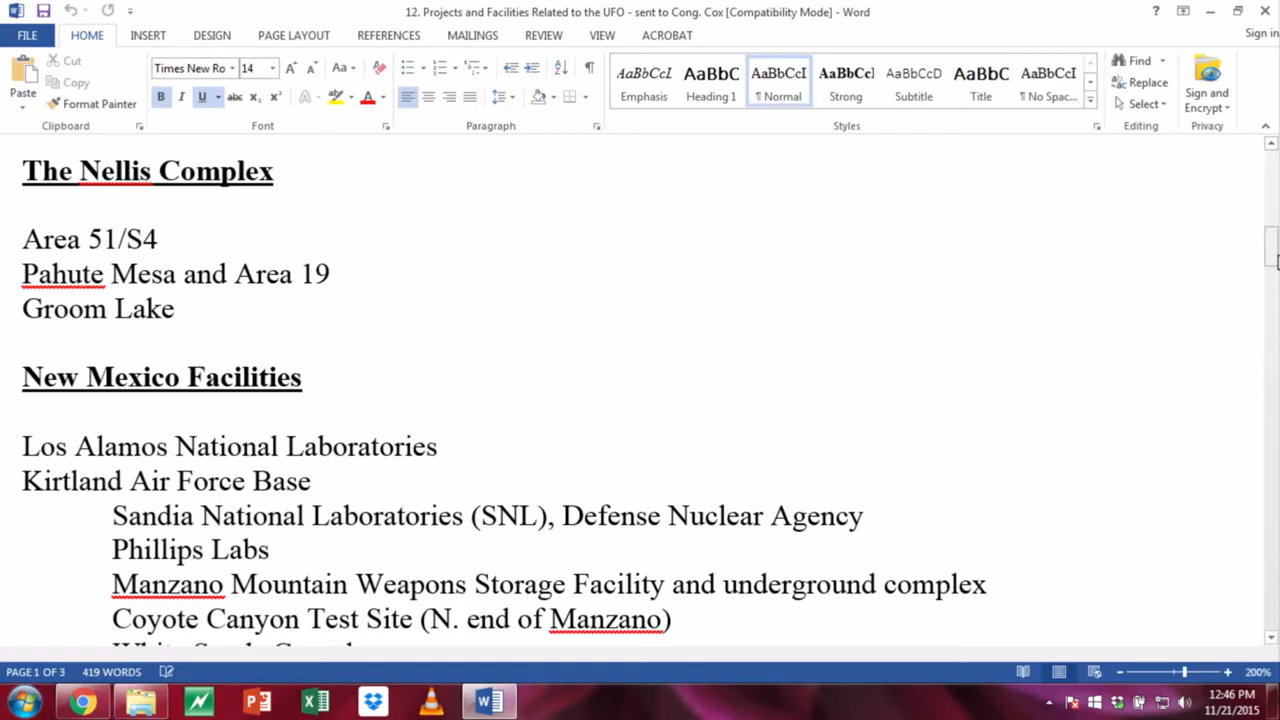 12. Projects and Facilities Related to the UFO - sent to Cong. Cox [Compatibility Mode] - Word
Sign in
FILE HOME INSERT DESIGN PAGE LAYOUT REFERENCES MAILINGS REVIEW VIEW ACROBAT
Paste
Cut
Copy
Format Painter
Clipboard
Times New Ro 14
Font
Paragraph
AaBbCcI AaBbC AaBbCcI AaBbCcl AaBbCcD AaBbC AaBbCcI
Emphasis Heading 1 ¶ Normal Strong Subtitle Title ¶ No Spac...
Styles
Find
Replace
Select
Editing
Sign and
Encrypt
Privacy
The Nellis Complex
Area 51/S4
Pahute Mesa and Area 19
Groom Lake
New Mexico Facilities
Los Alamos National Laboratories
Kirtland Air Force Base
Sandia National Laboratories (SNL), Defense Nuclear Agency
Phillips Labs
Manzano Mountain Weapons Storage Facility and underground complex
Coyote Canyon Test Site (N. end of Manzano)
PAGE 1 OF 3 419 WORDS
200%
12:46 PM
11/21/2015